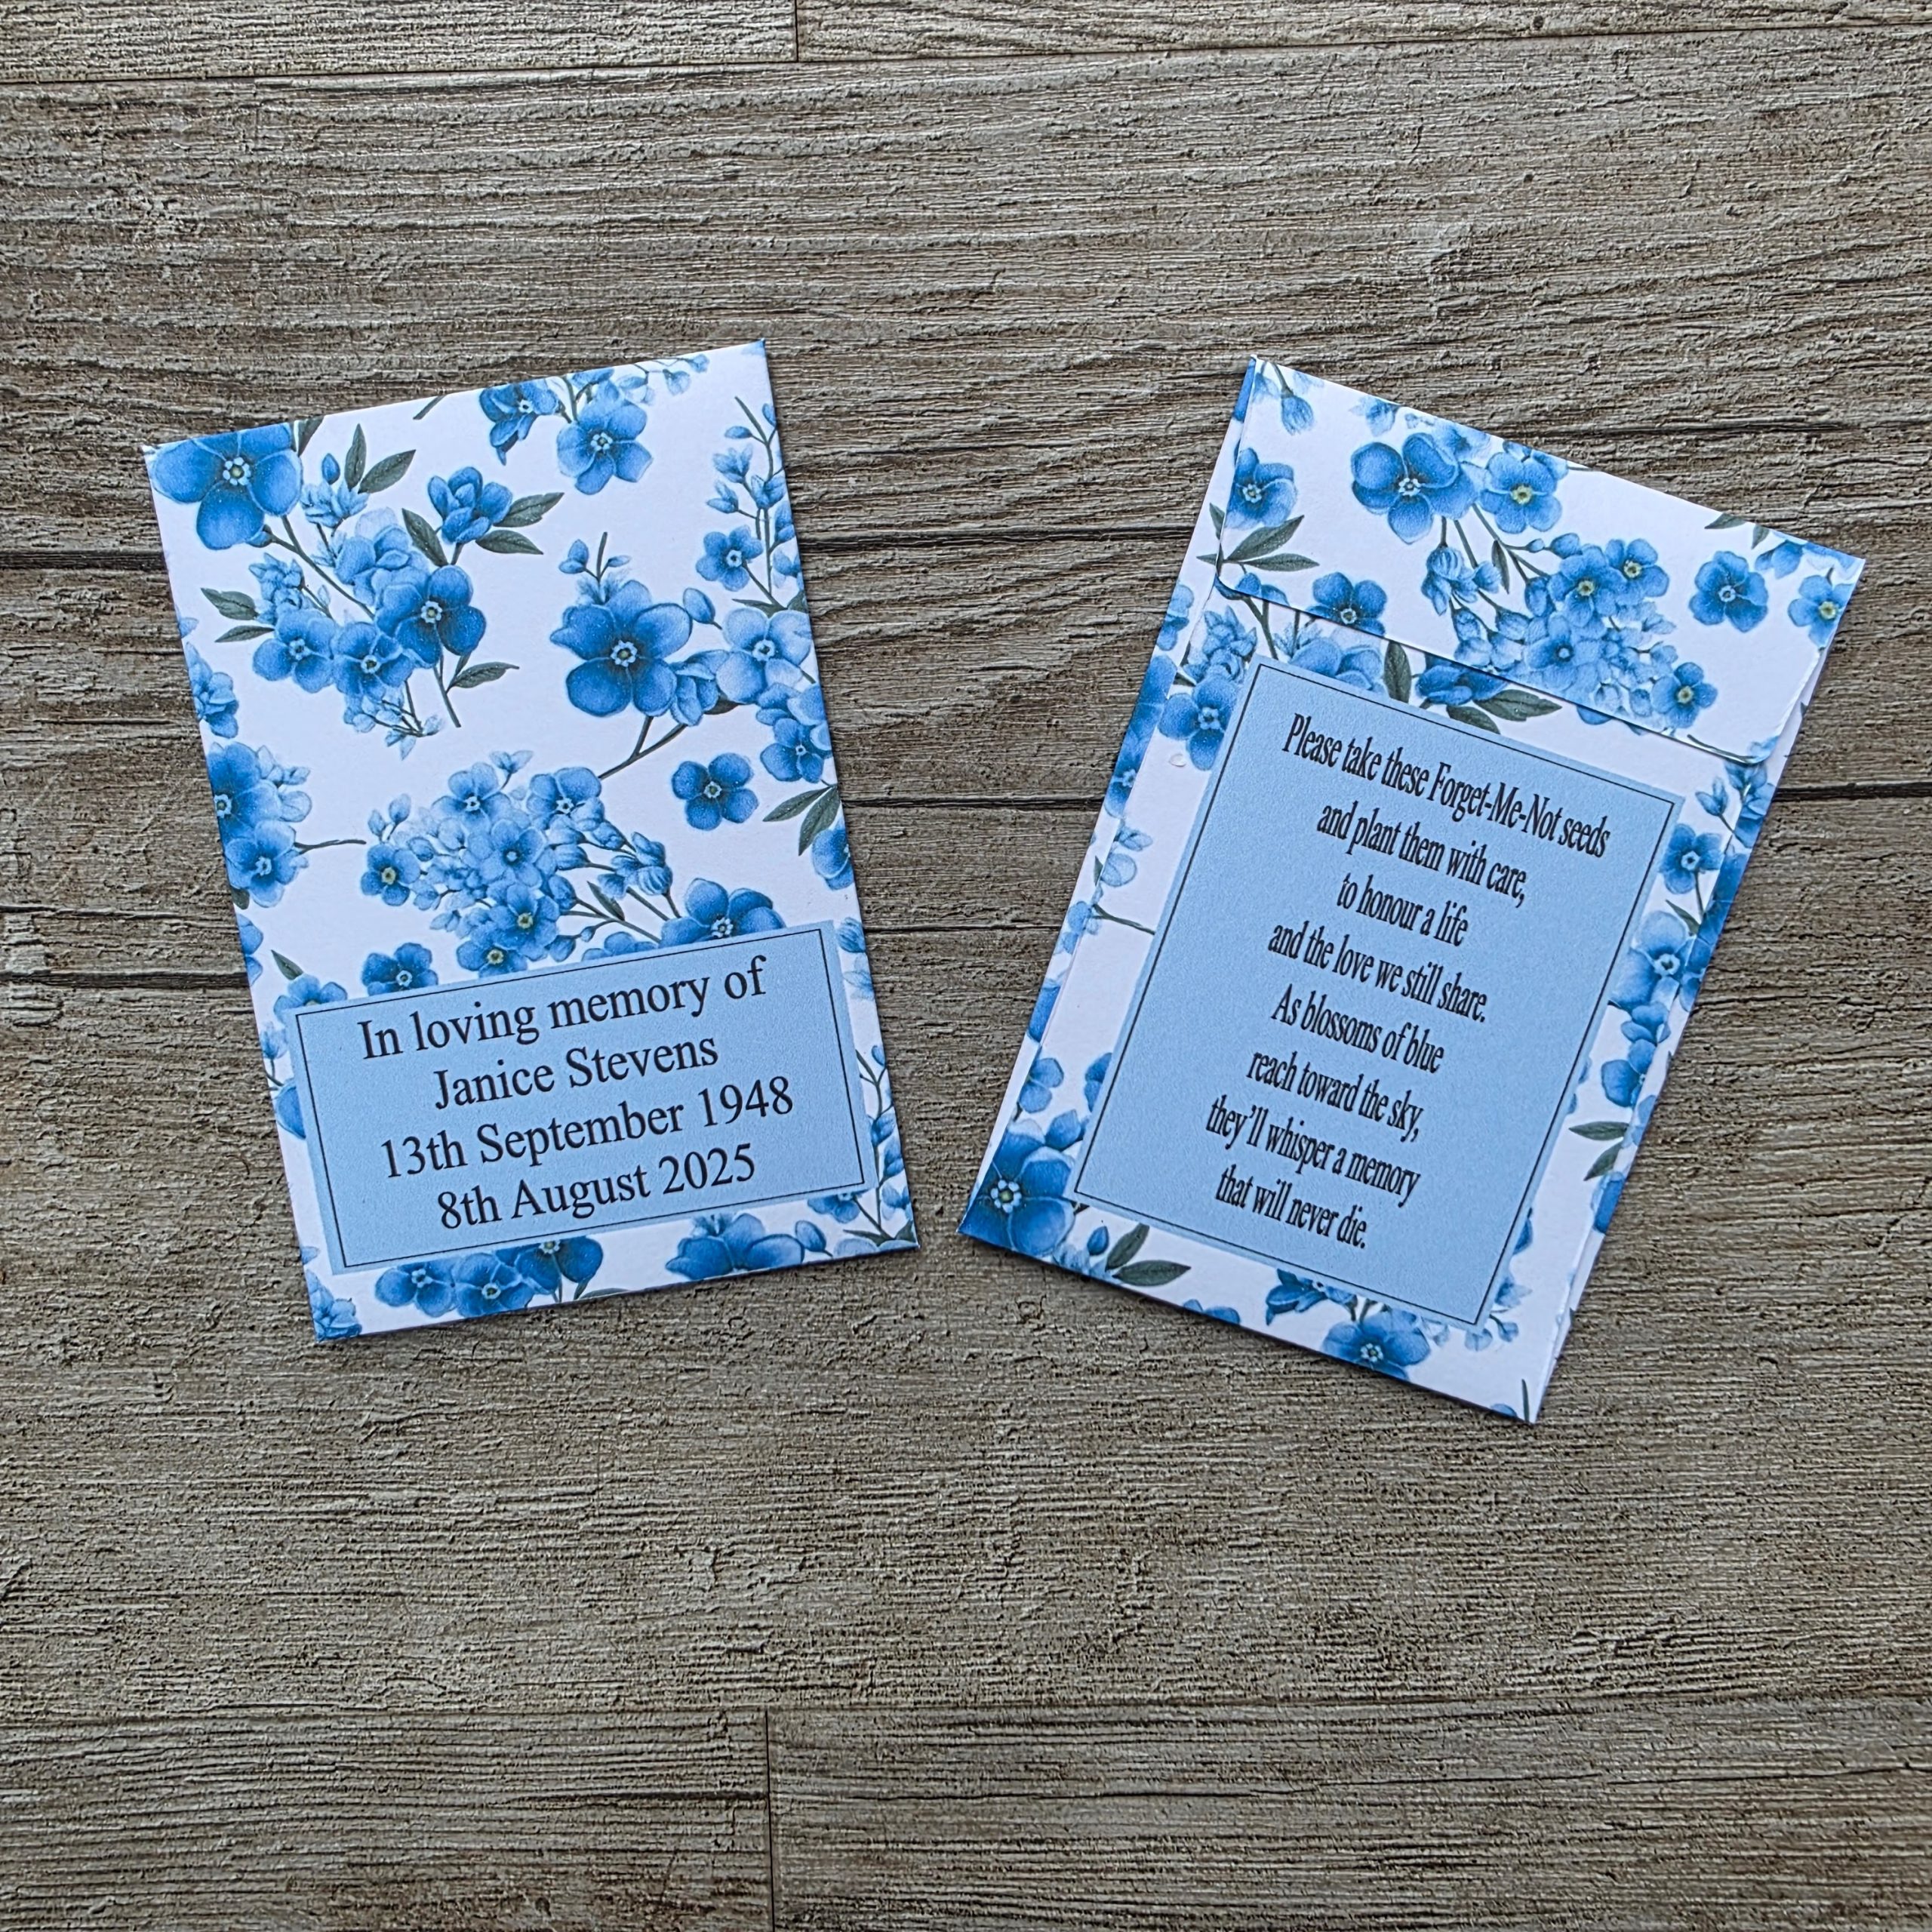 In loving memory of
Janice Stevens
13th September 1948
8th August 2025
Please take these Forget-Me-Not seeds
and plant them with care,
to honour a life
and the love we still share.
As blossoms of blue
reach toward the sky,
they'll whisper a memory
that will never die.